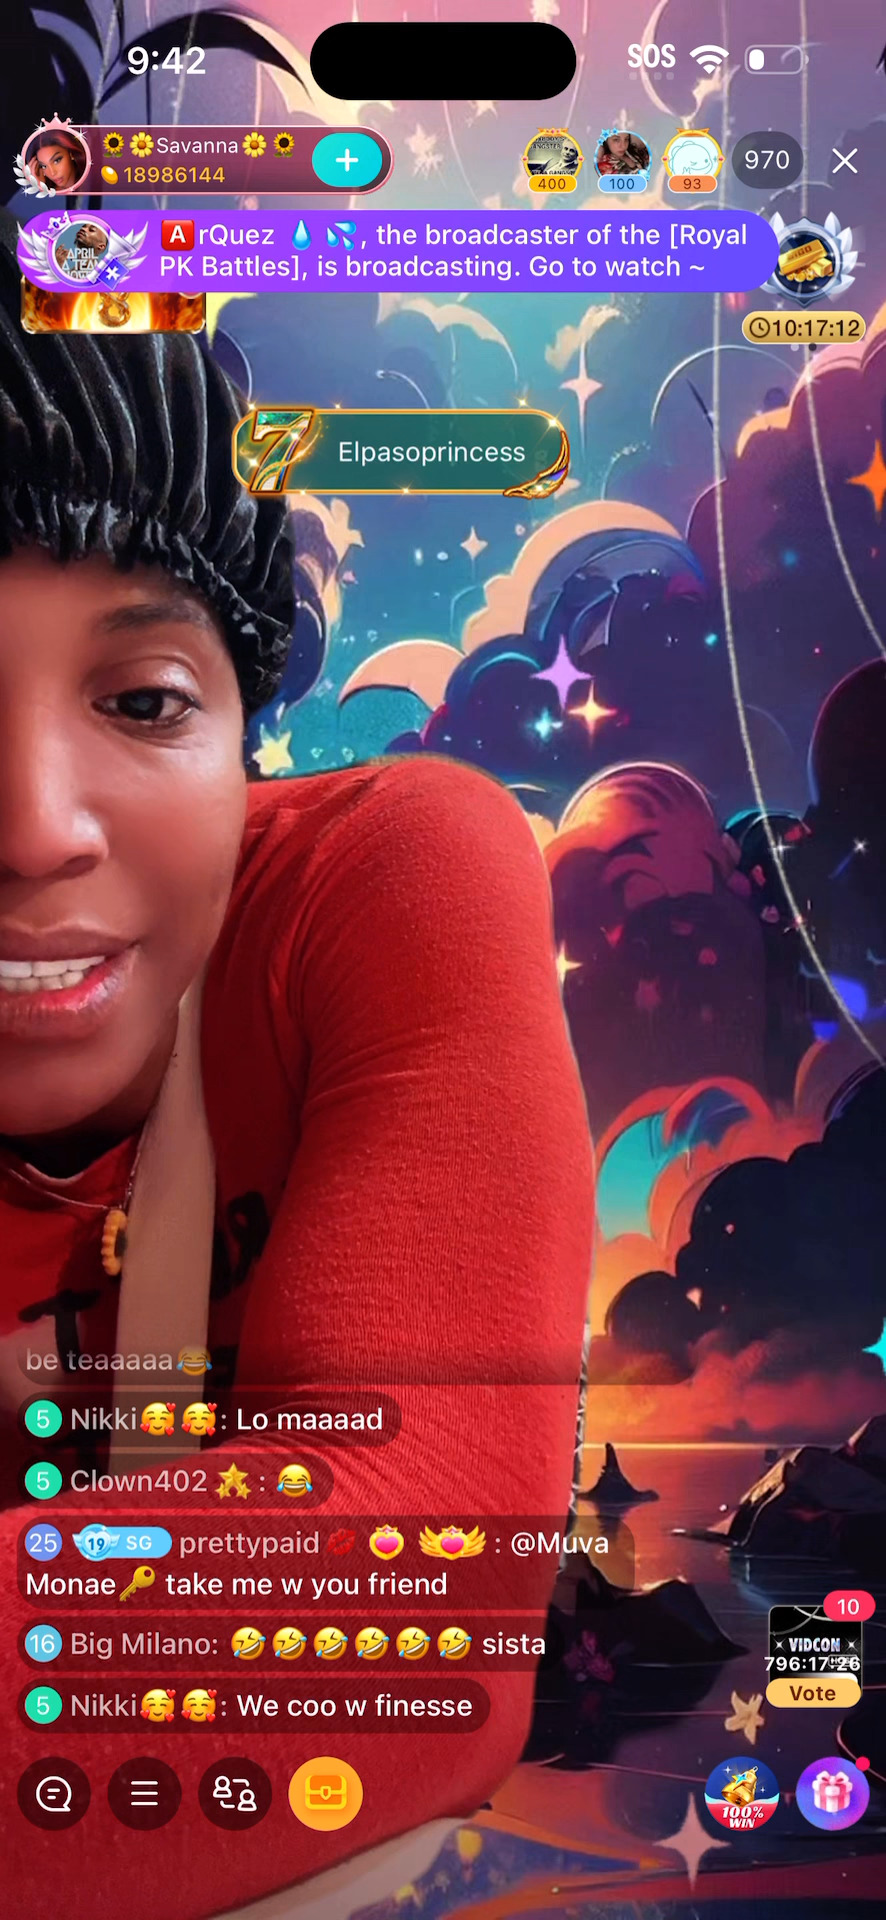 9:42
SOS
🌻🌼Savanna🌼🌻
18986144
400
100
93
970
🅰️rQuez 💧 💦, the broadcaster of the [Royal
PK Battles], is broadcasting. Go to watch ~
APRIL
A TEAM
10:17:12
7 Elpasoprincess
be teaaaaa😂
5 Nikki🥰🥰: Lo maaaad
5 Clown402🌟: 😂
25 19 SG prettypaid💋 : @Muva
Monae🔑 take me w you friend
16 Big Milano: 🤣🤣🤣🤣🤣🤣 sista
5 Nikki🥰🥰: We coo w finesse
10
VIDCON
796:17:26
Vote
100%
WIN